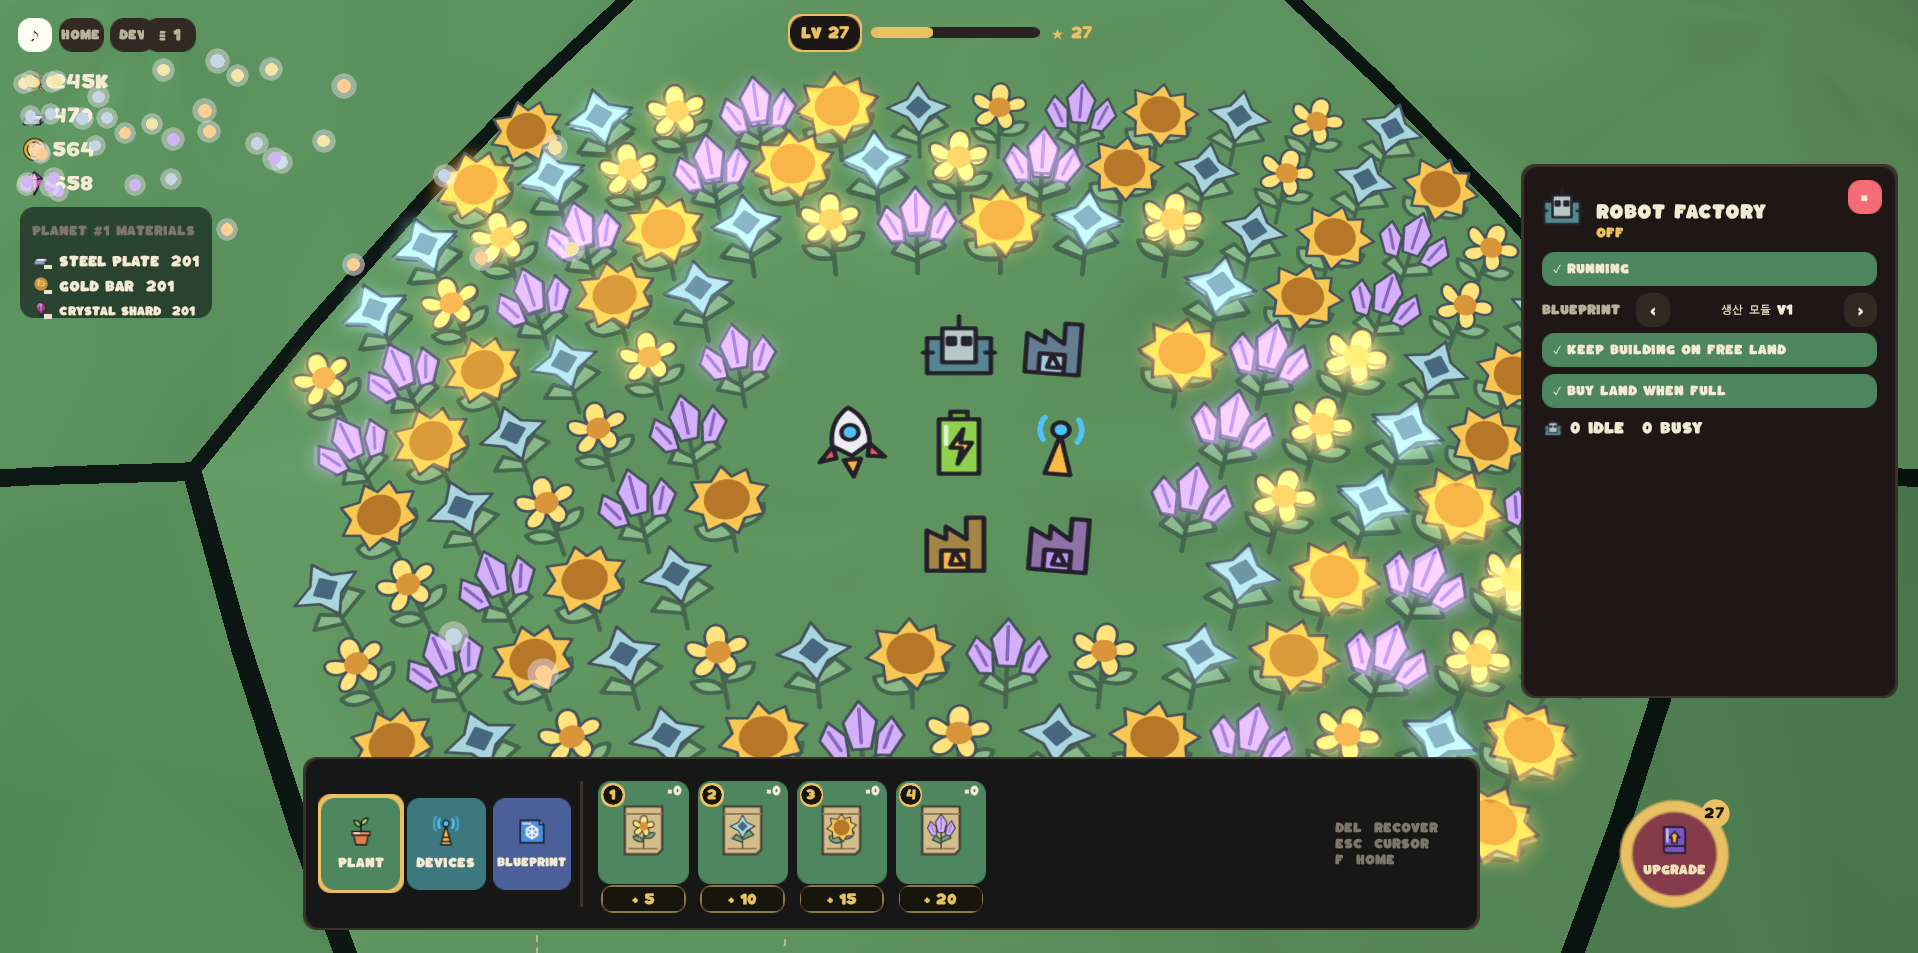 HOME
DEV
1
LV 27
27
245K
564
658
PLANET #1 MATERIALS
STEEL PLATE 201
GOLD BAR 201
CRYSTAL SHARD 201
ROBOT FACTORY
OFF
✓ RUNNING
BLUEPRINT ‹ 생산 모듈 V1 ›
✓ KEEP BUILDING ON FREE LAND
✓ BUY LAND WHEN FULL
0 IDLE 0 BUSY
PLANT
DEVICES
BLUEPRINT
1
2
3
4
5
10
15
20
DEL RECOVER
ESC CURSOR
F HOME
27
UPGRADE